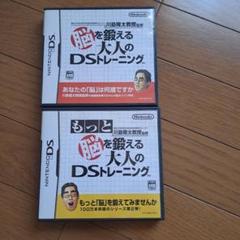 Nintendo
川島隆太教授監修
脳を鍛える
大人の
DSトレーニング
あなたの「脳」は何歳ですか
NINTENDO DS
Nintendo
川島隆太教授監修
もっと
脳を鍛える
大人の
DSトレーニング
もっと「脳」を鍛えてみませんか
NINTENDO DS